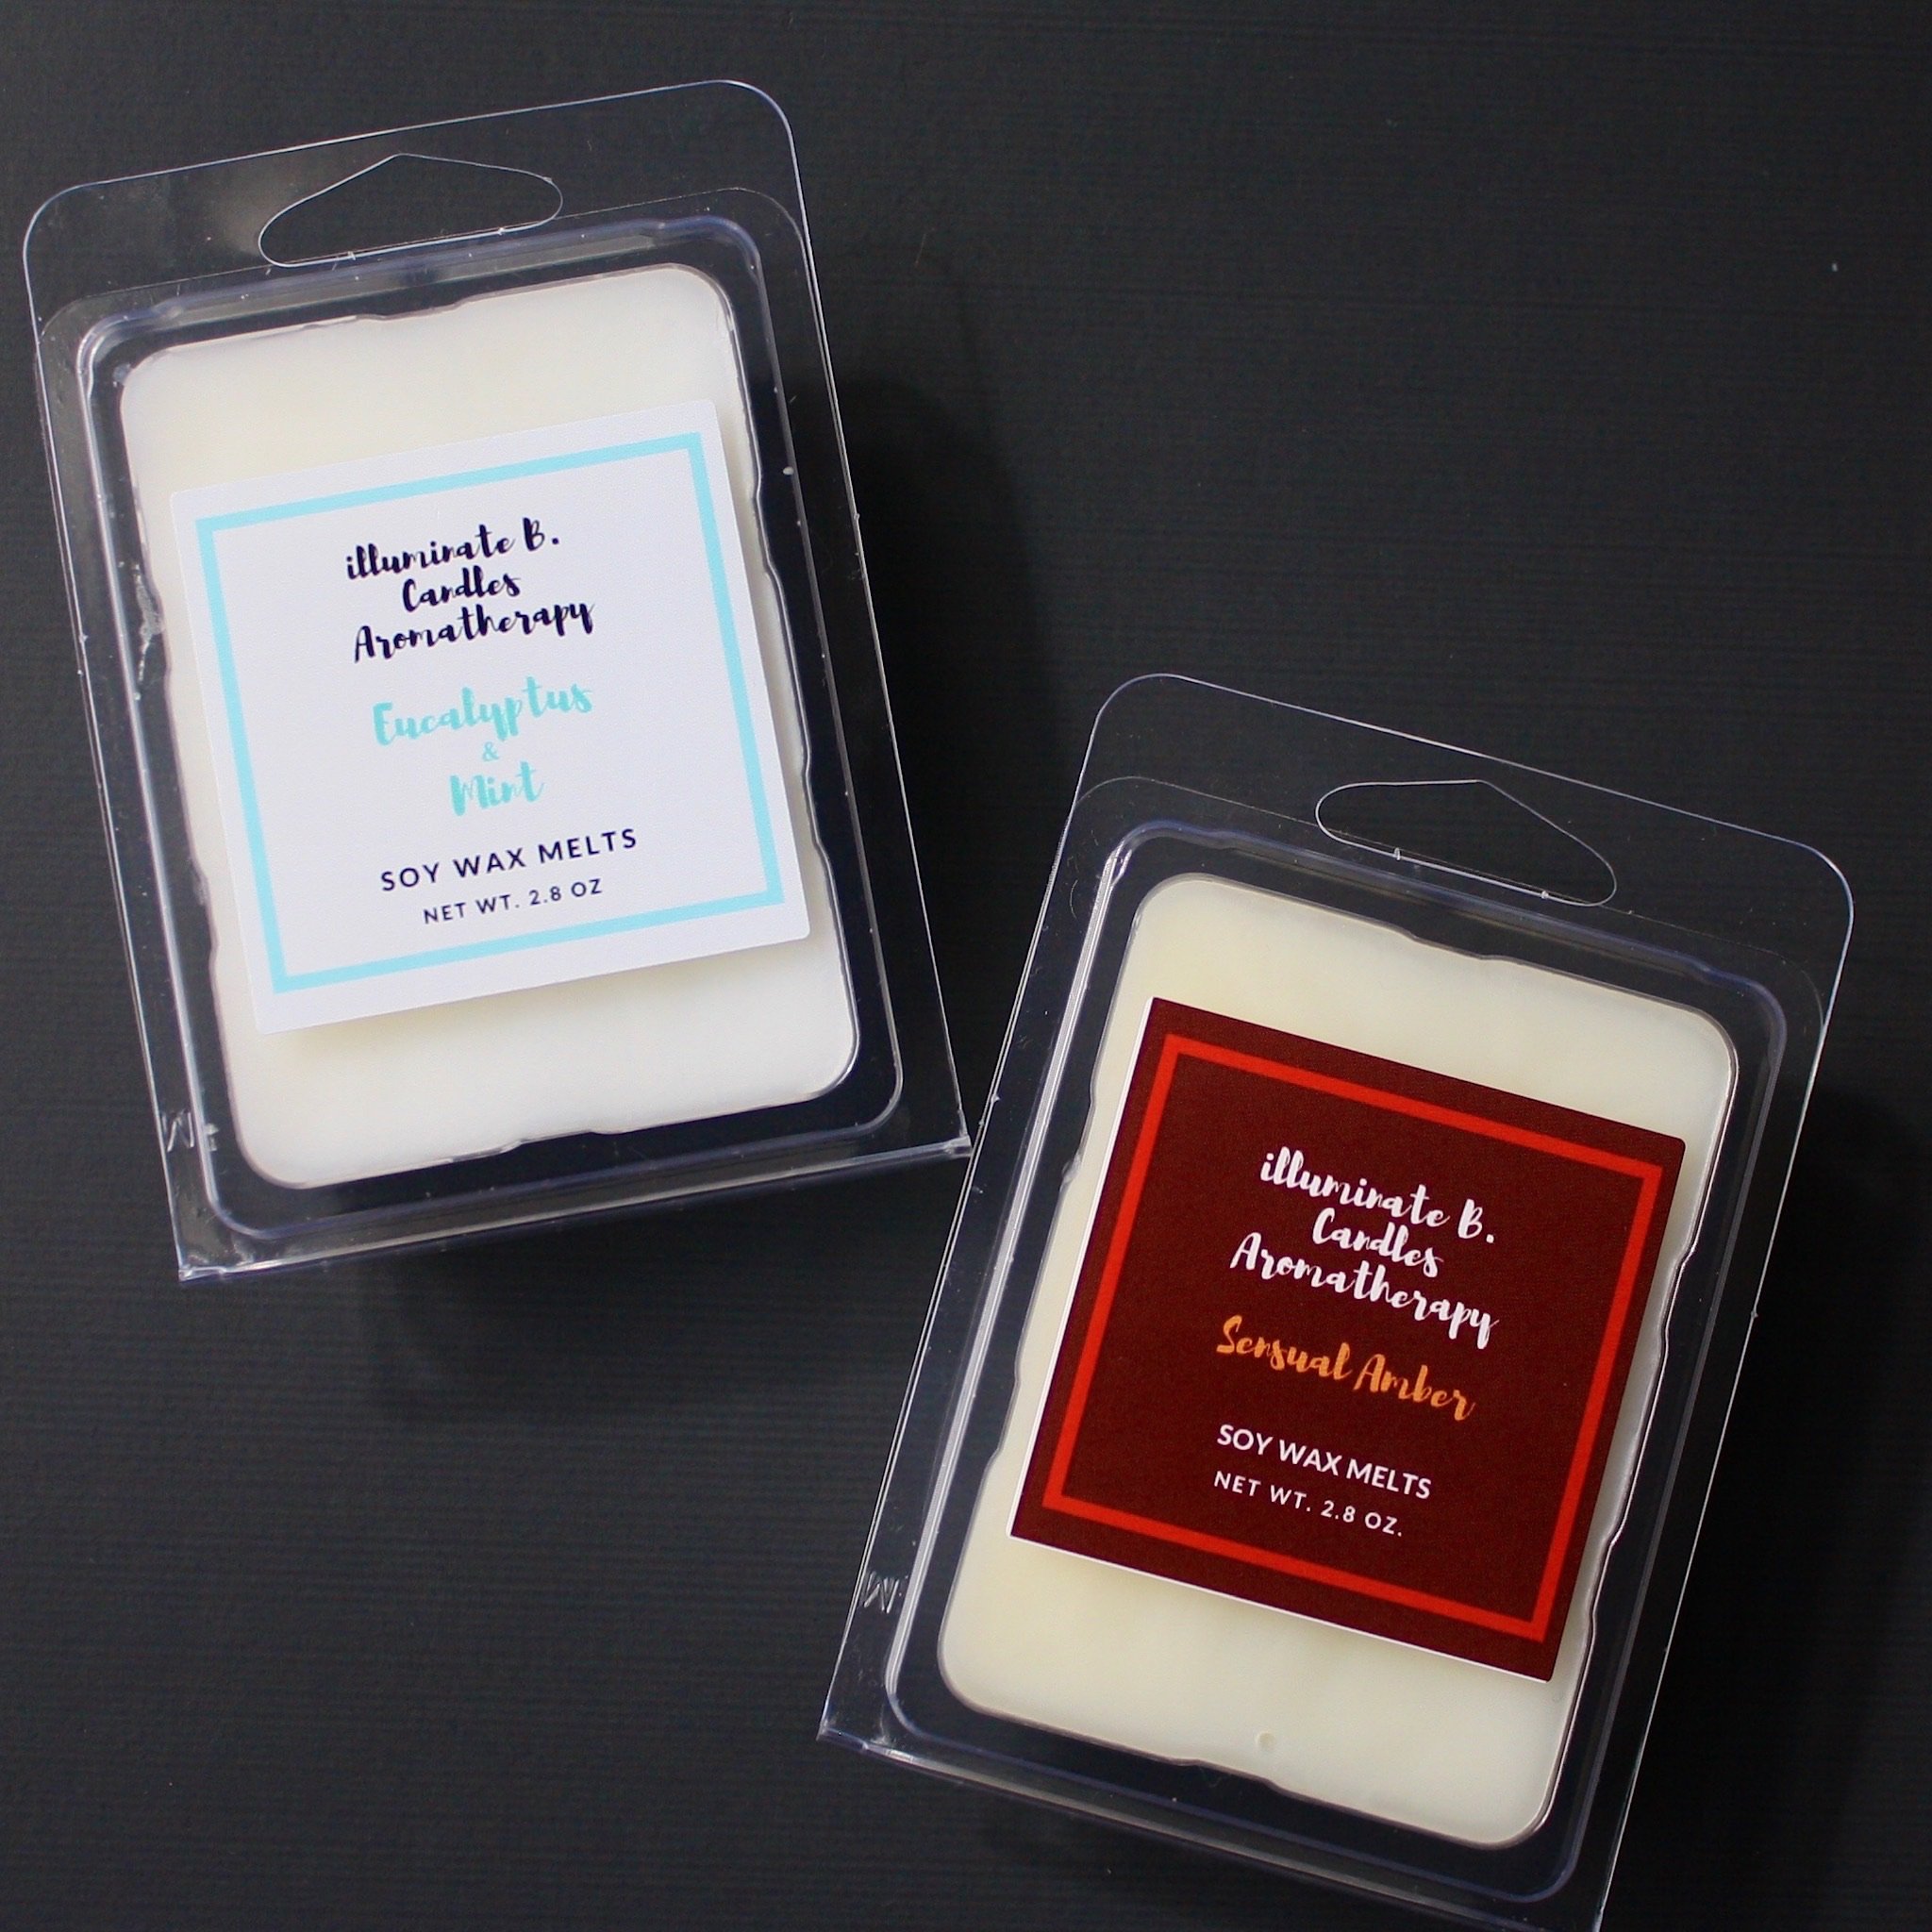 illuminate B.
Candles
Aromatherapy
Eucalyptus
&
Mint
SOY WAX MELTS
NET WT. 2.8 OZ
illuminate B.
Candles
Aromatherapy
Sensual Amber
SOY WAX MELTS
NET WT. 2.8 OZ.